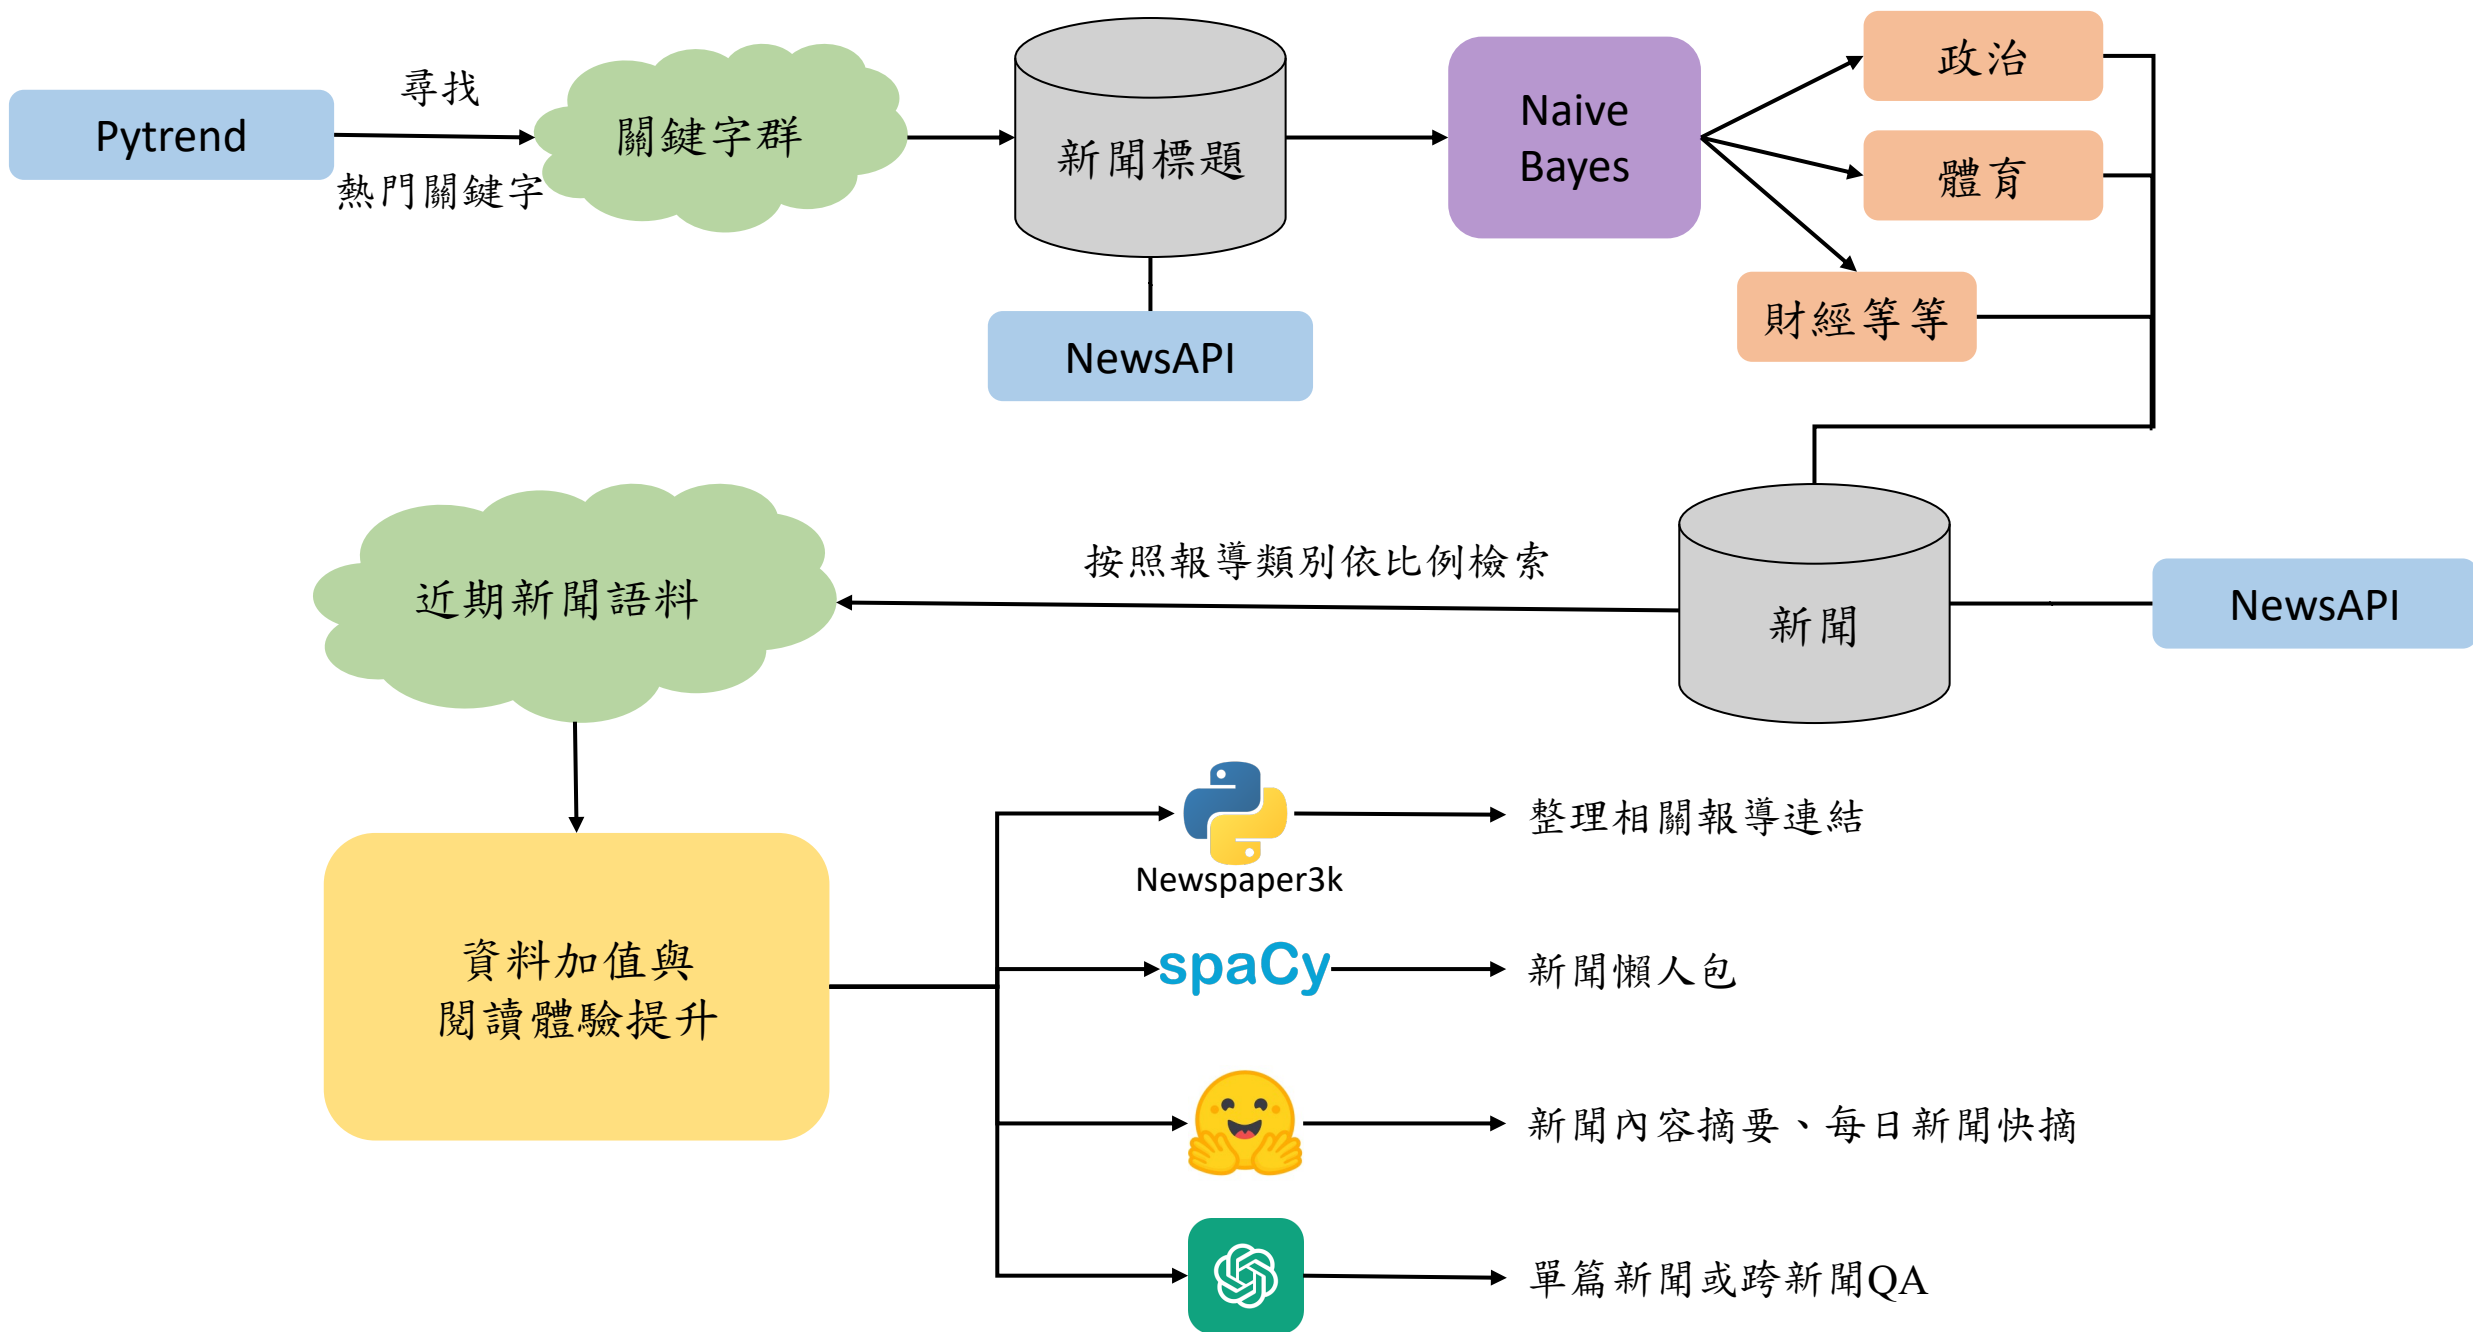 Pytrend
尋找
熱門關鍵字
關鍵字群
新聞標題
NewsAPI
Naive
Bayes
政治
體育
財經等等
新聞
NewsAPI
按照報導類別依比例檢索
近期新聞語料
資料加值與
閱讀體驗提升
Newspaper3k
整理相關報導連結
spaCy
新聞懶人包
新聞內容摘要、每日新聞快摘
單篇新聞或跨新聞QA